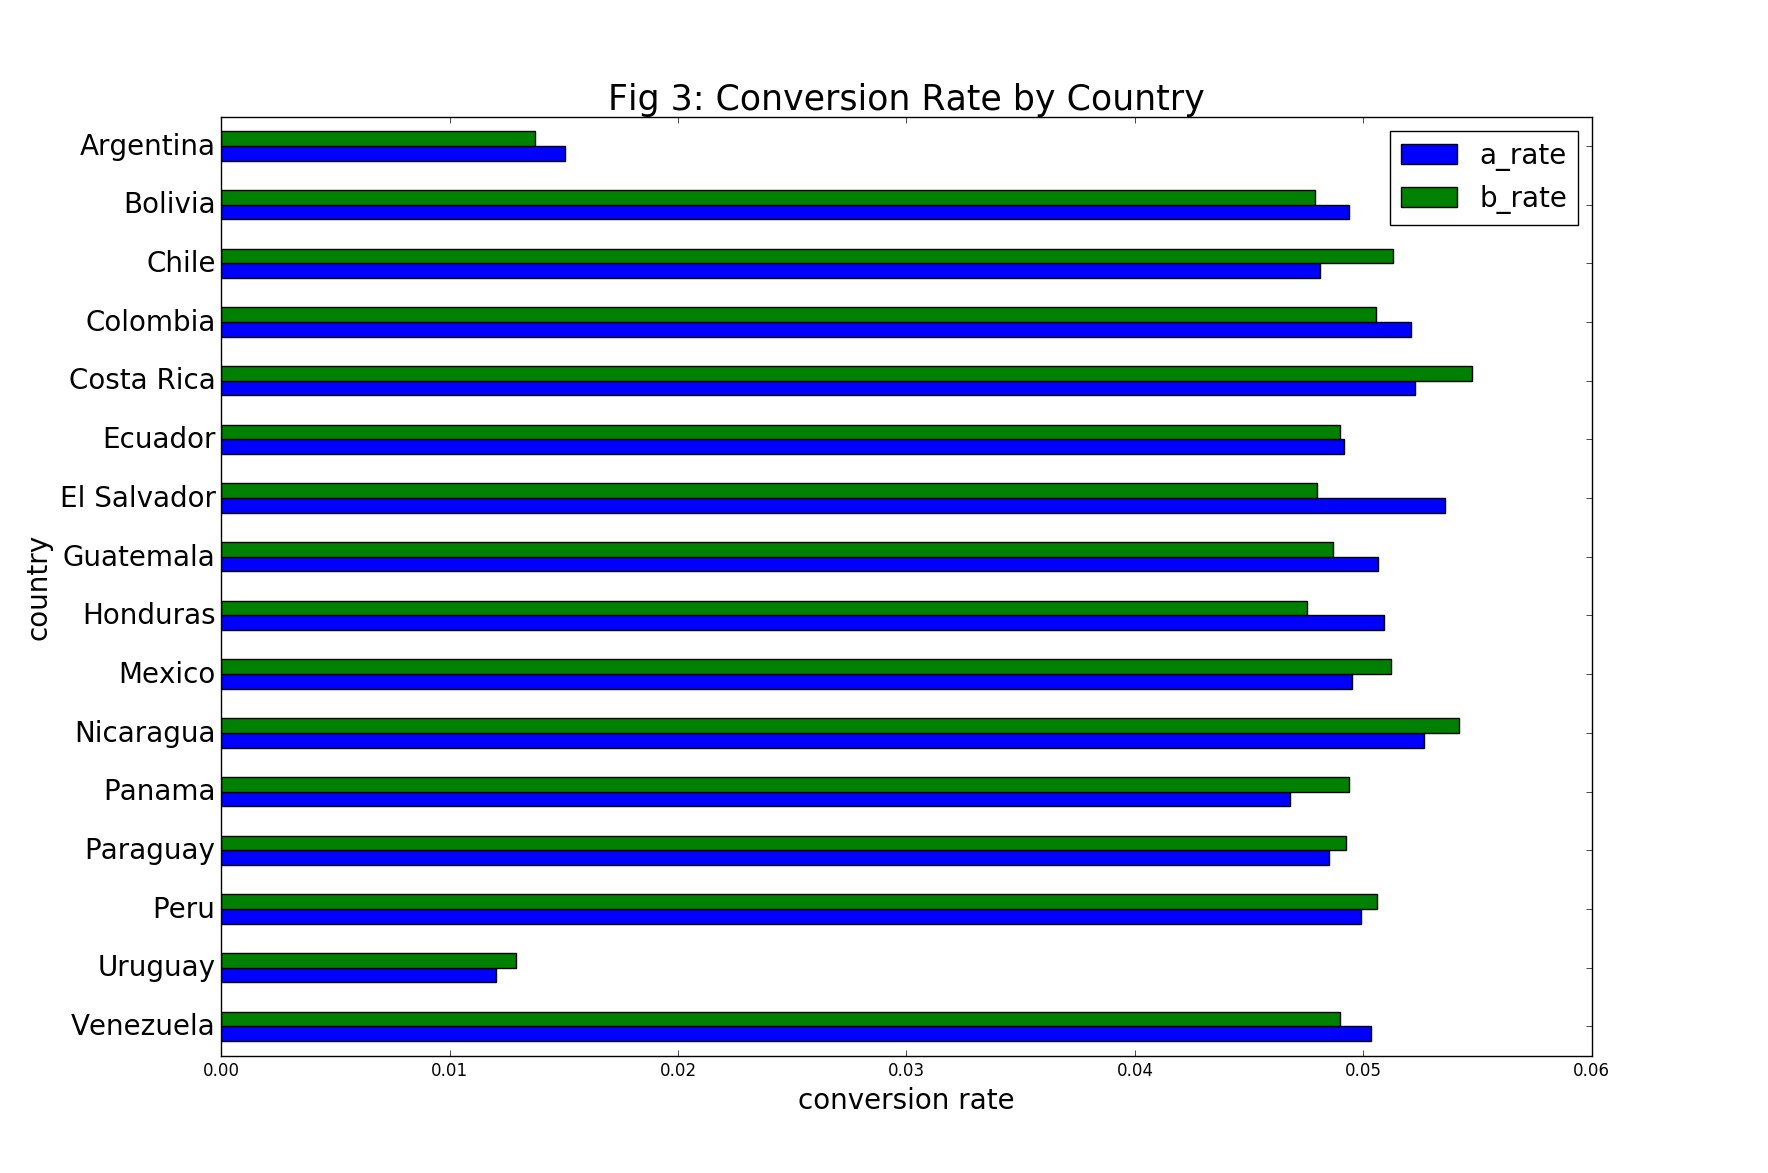 Fig 3: Conversion Rate by Country
a_rate
b_rate
Argentina
Bolivia
Chile
Colombia
Costa Rica
Ecuador
El Salvador
Guatemala
Honduras
Mexico
Nicaragua
Panama
Paraguay
Peru
Uruguay
Venezuela
country
0.00 0.01 0.02 0.03 0.04 0.05 0.06
conversion rate